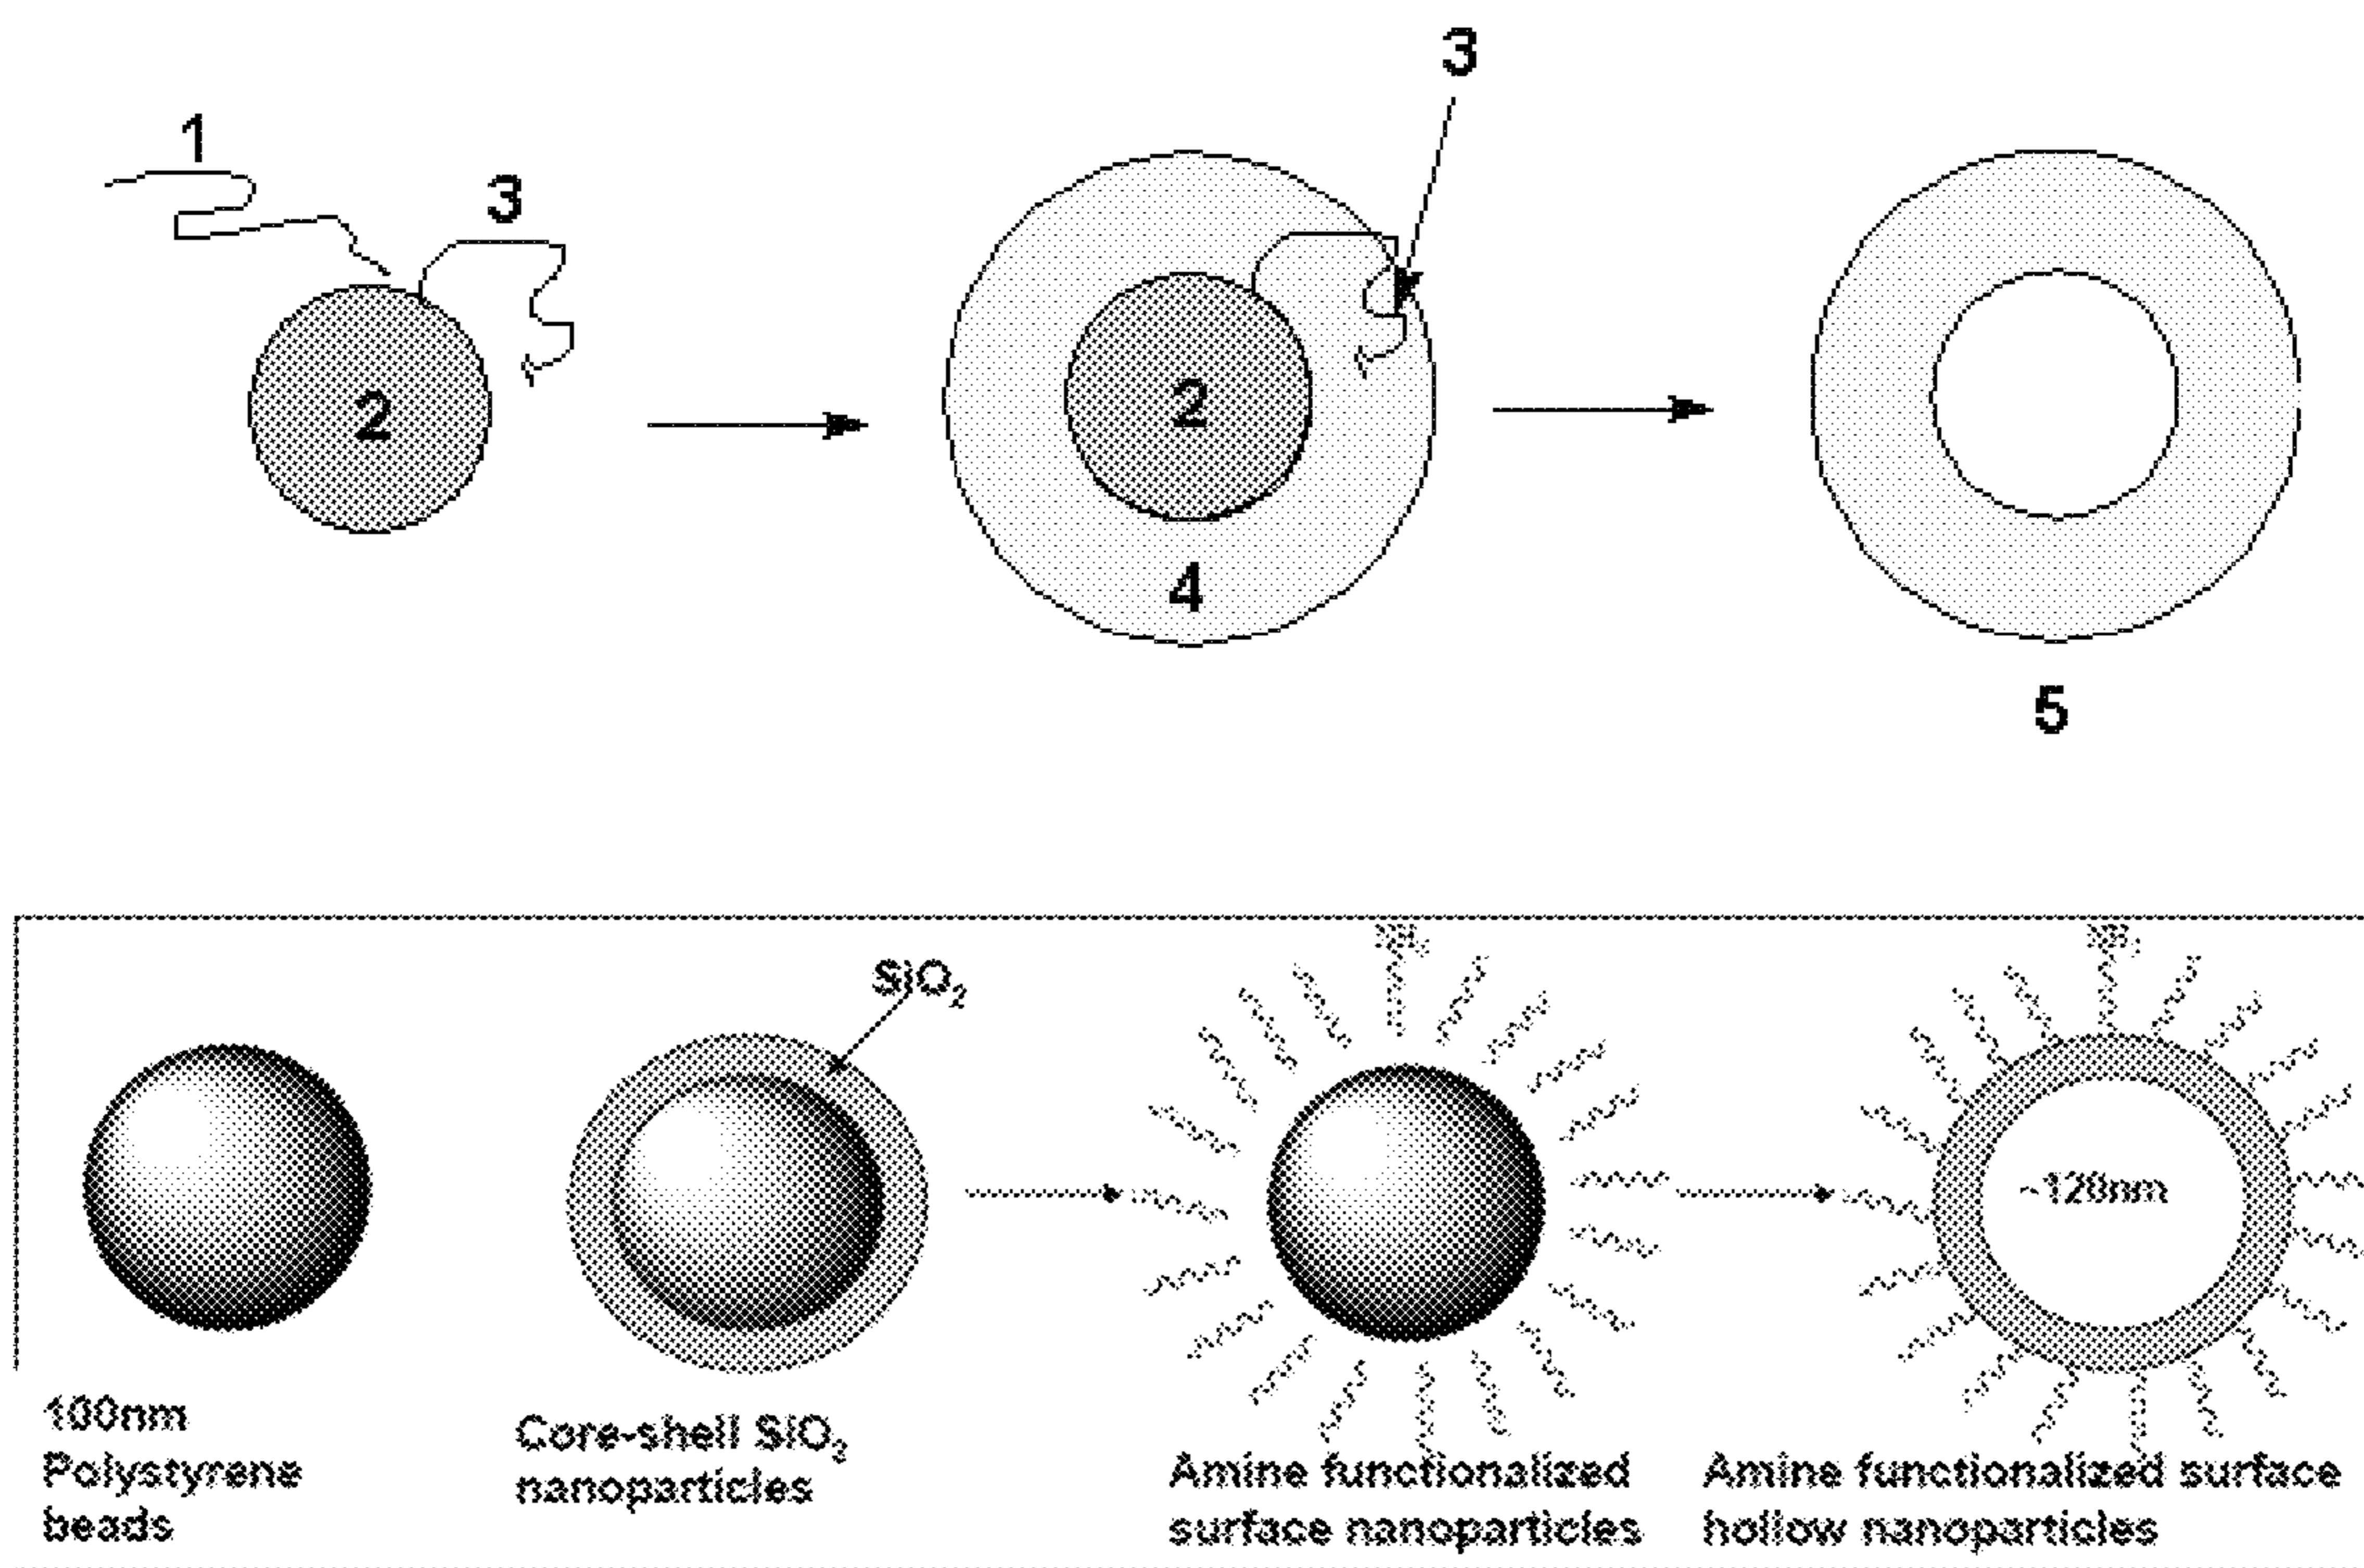 3
1
3
2
2
4
5
SiO2
NH2
NH2
~120nm
100nm
Polystyrene
beads
Core-shell SiO2
nanoparticles
Amine functionalized
surface nanoparticles
Amine functionalized surface
hollow nanoparticles